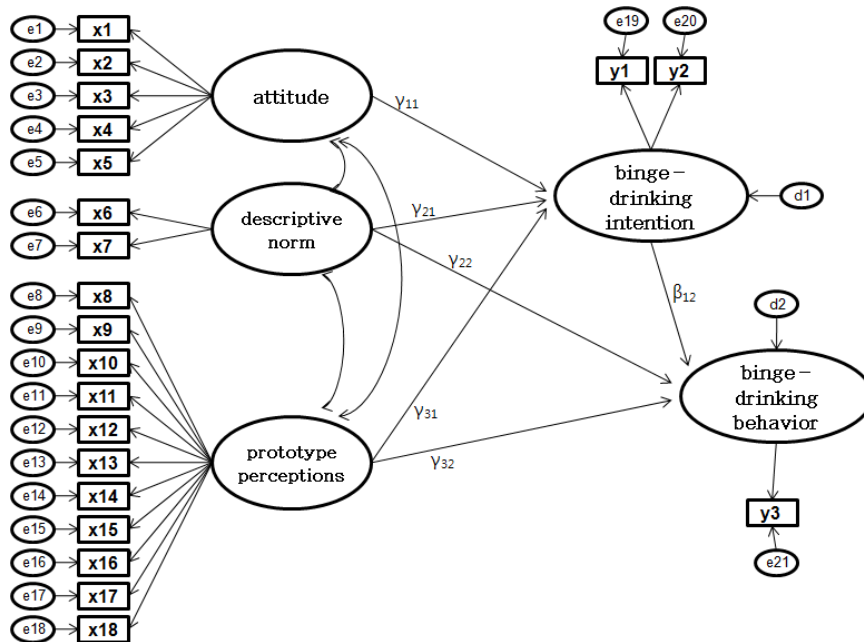 e1 x1
e2 x2
e3 x3
e4 x4
e5 x5
e6 x6
e7 x7
e8 x8
e9 x9
e10 x10
e11 x11
e12 x12
e13 x13
e14 x14
e15 x15
e16 x16
e17 x17
e18 x18
attitude
descriptive
norm
prototype
perceptions
γ11
γ21
γ22
γ31
γ32
e19 e20
y1 y2
binge-
drinking
intention
d1
β12
d2
binge-
drinking
behavior
y3
e21